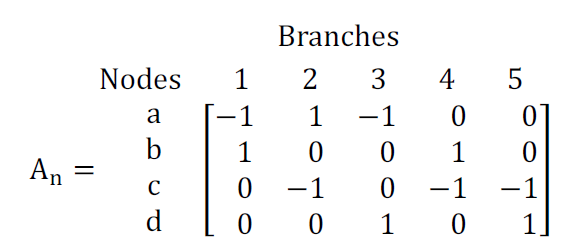 Branches
Nodes 1 2 3 4 5
a −1 1 −1 0 0
b 1 0 0 1 0
Aₙ =
c 0 −1 0 −1 −1
d 0 0 1 0 1